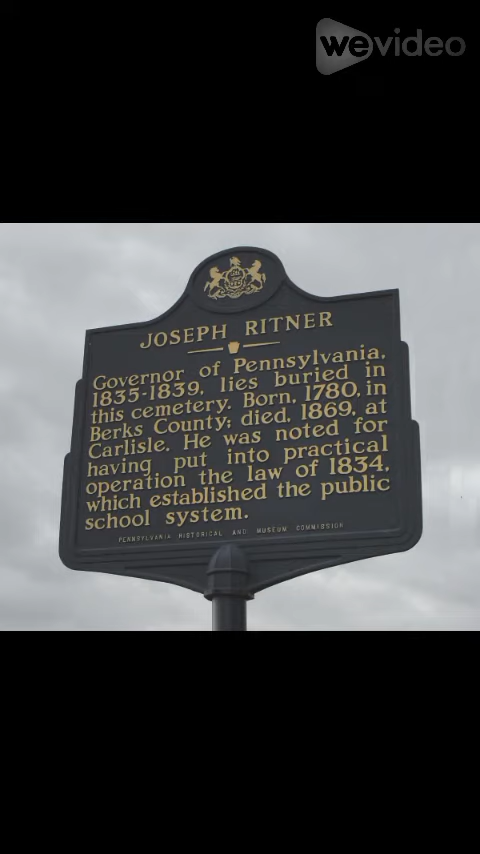 wevideo
JOSEPH RITNER
Governor of Pennsylvania,
1835-1839, lies buried in
this cemetery. Born, 1780, in
Berks County; died, 1869, at
Carlisle. He was noted for
having put into practical
operation the law of 1834,
which established the public
school system.
PENNSYLVANIA HISTORICAL AND MUSEUM COMMISSION